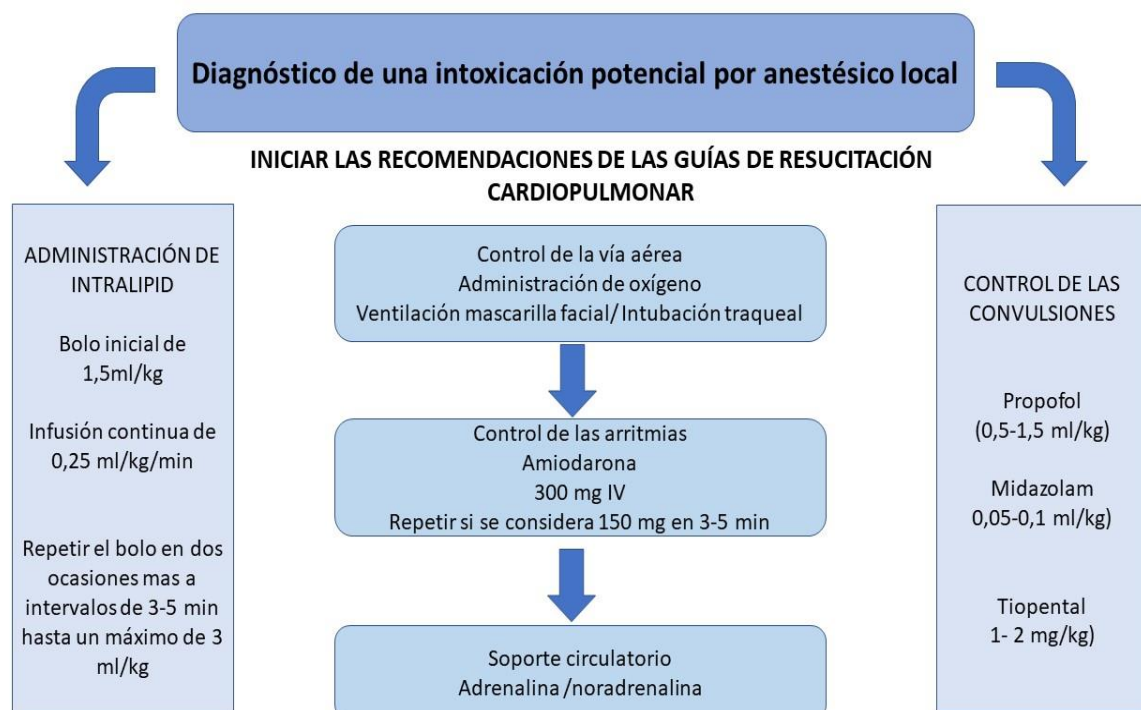 Diagnóstico de una intoxicación potencial por anestésico local
INICIAR LAS RECOMENDACIONES DE LAS GUÍAS DE RESUCITACIÓN
CARDIOPULMONAR
ADMINISTRACIÓN DE
INTRALIPID
Bolo inicial de
1,5ml/kg
Infusión continua de
0,25 ml/kg/min
Repetir el bolo en dos
ocasiones mas a
intervalos de 3-5 min
hasta un máximo de 3
ml/kg
Control de la vía aérea
Administración de oxígeno
Ventilación mascarilla facial/ Intubación traqueal
Control de las arritmias
Amiodarona
300 mg IV
Repetir si se considera 150 mg en 3-5 min
Soporte circulatorio
Adrenalina /noradrenalina
CONTROL DE LAS
CONVULSIONES
Propofol
(0,5-1,5 ml/kg)
Midazolam
0,05-0,1 ml/kg)
Tiopental
1- 2 mg/kg)